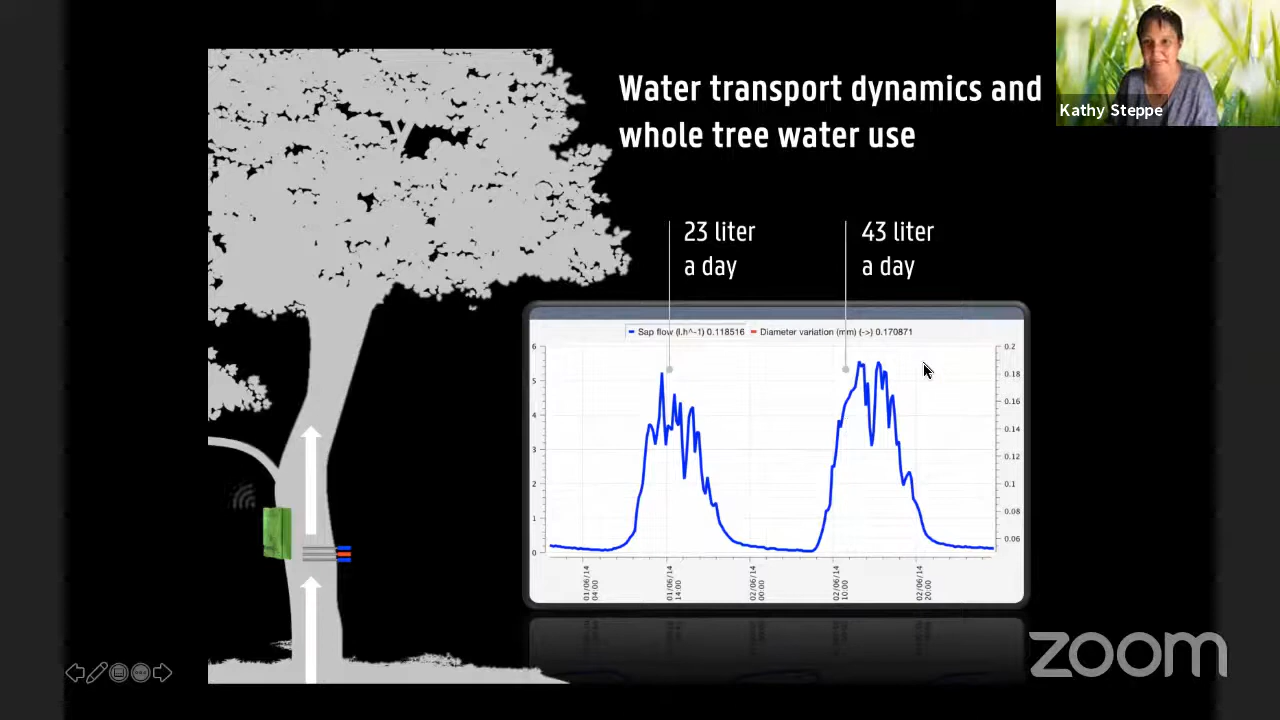 Water transport dynamics and
whole tree water use
Kathy Steppe
23 liter
a day
43 liter
a day
Sap flow (l.h^-1) 0.118516 Diameter variation (mm) (->) 0.170871
6
5
4
3
2
1
0
0.2
0.18
0.16
0.14
0.12
0.1
0.08
0.06
01/06/14
04:00
01/06/14
14:00
02/06/14
00:00
02/06/14
10:00
02/06/14
20:00
zoom